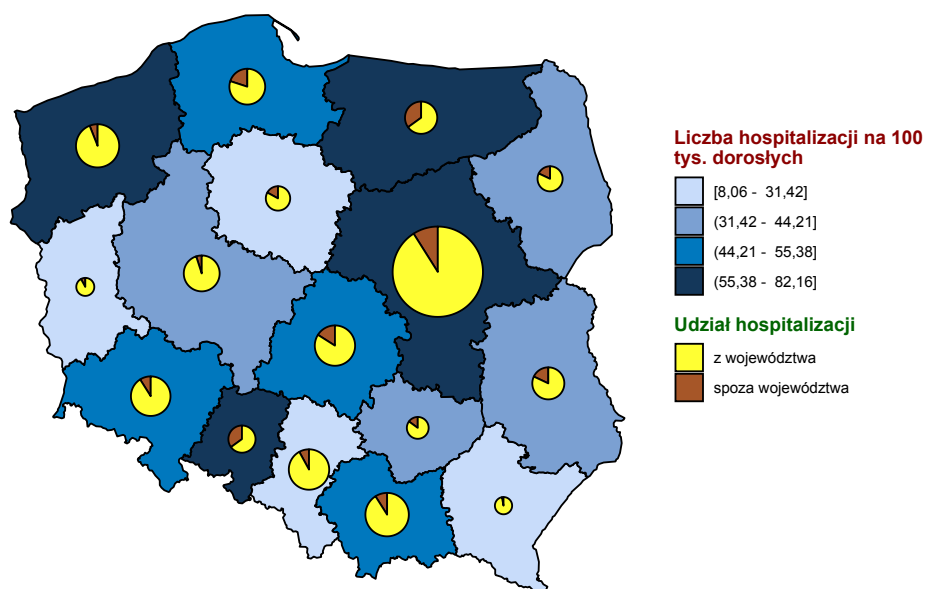 Liczba hospitalizacji na 100
tys. dorosłych
[8,06 - 31,42]
(31,42 - 44,21]
(44,21 - 55,38]
(55,38 - 82,16]
Udział hospitalizacji
z województwa
spoza województwa